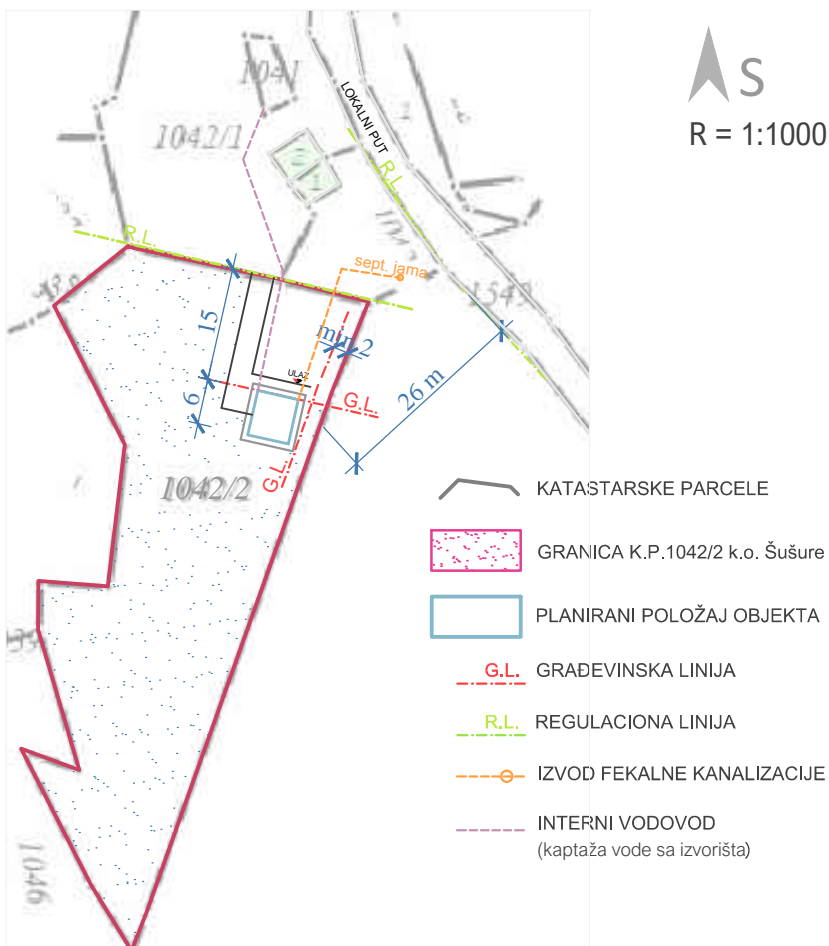 S
R = 1:1000
1041
1042/1
LOKALNI PUT
R.L.
R.L.
sept. jama
1549
15
min 2
ULAZ
6
G.L.
26 m
G.L.
1042/2
1046
KATASTARSKE PARCELE
GRANICA K.P.1042/2 k.o. Šušure
PLANIRANI POLOŽAJ OBJEKTA
G.L. GRAĐEVINSKA LINIJA
R.L. REGULACIONA LINIJA
IZVOD FEKALNE KANALIZACIJE
INTERNI VODOVOD
(kaptaža vode sa izvorišta)